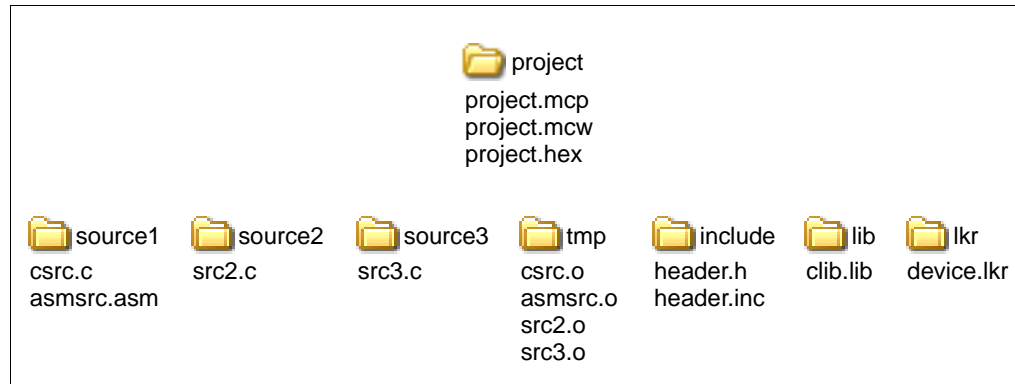 project
project.mcp
project.mcw
project.hex
source1
csrc.c
asmsrc.asm
source2
src2.c
source3
src3.c
tmp
csrc.o
asmsrc.o
src2.o
src3.o
include
header.h
header.inc
lib
clib.lib
lkr
device.lkr